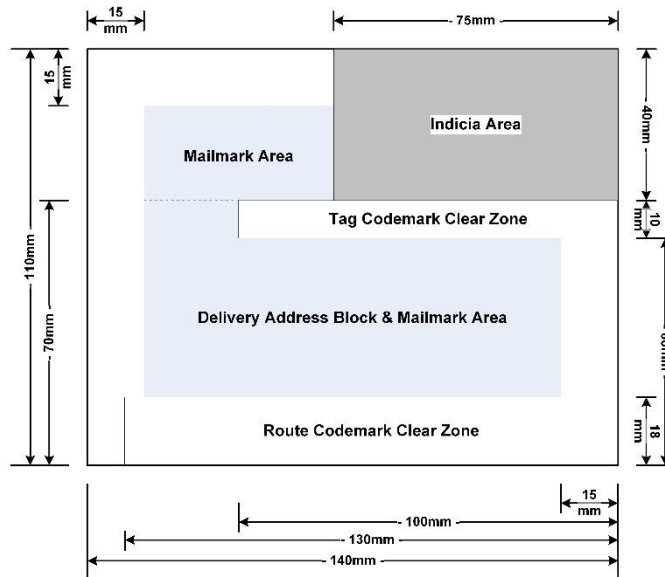 15
mm
75mm
15
mm
Indicia Area
40mm
Mailmark Area
Tag Codemark Clear Zone
10
mm
110mm
70mm
Delivery Address Block & Mailmark Area
Route Codemark Clear Zone
18
mm
15
mm
100mm
130mm
140mm